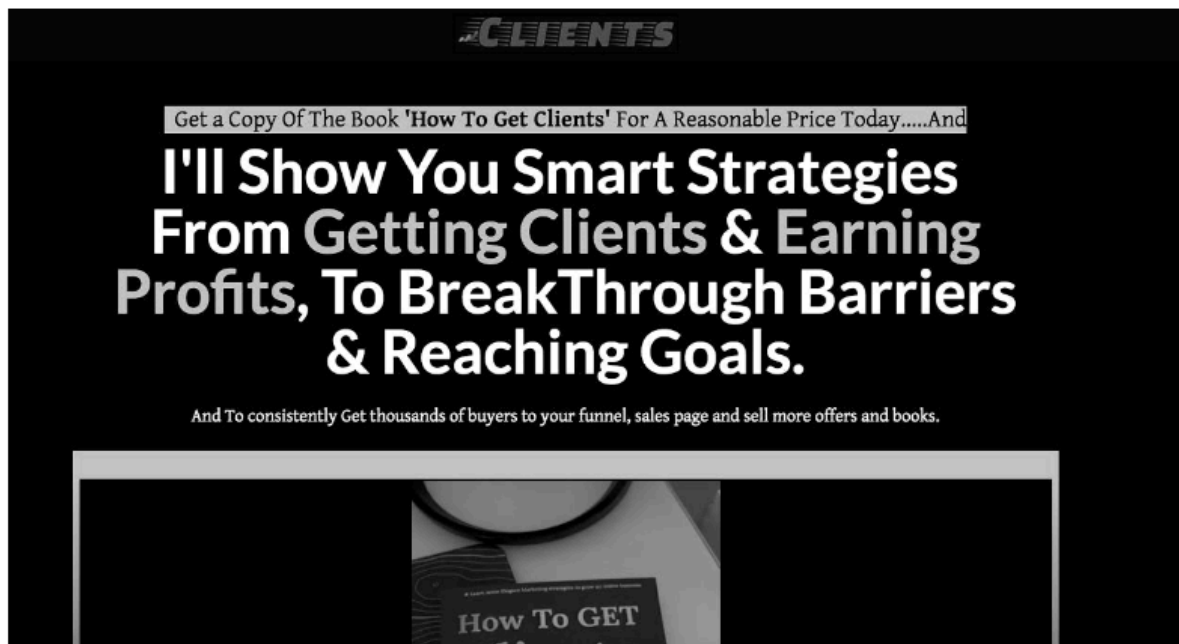 CLIENTS
Get a Copy Of The Book 'How To Get Clients' For A Reasonable Price Today.....And
I'll Show You Smart Strategies
From Getting Clients & Earning
Profits, To BreakThrough Barriers
& Reaching Goals.
And To consistently Get thousands of buyers to your funnel, sales page and sell more offers and books.
How To GET